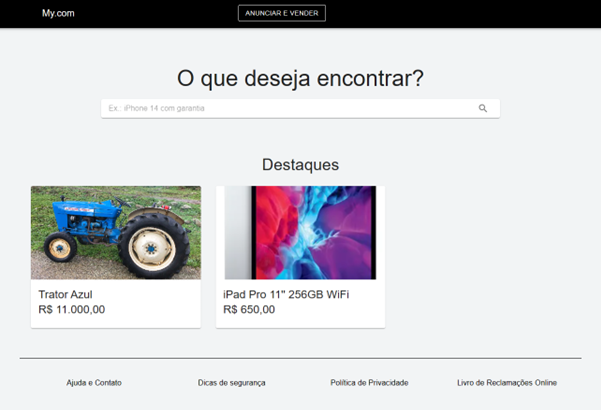 My.com
ANUNCIAR E VENDER
O que deseja encontrar?
Ex.: iPhone 14 com garantia
Destaques
Trator Azul
R$ 11.000,00
iPad Pro 11" 256GB WiFi
R$ 650,00
Ajuda e Contato
Dicas de segurança
Política de Privacidade
Livro de Reclamações Online